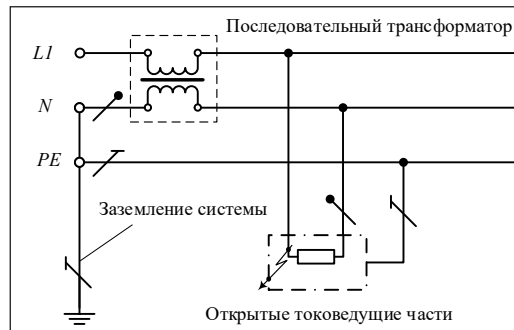 Последовательный трансформатор
L1
N
PE
Заземление системы
Открытые токоведущие части